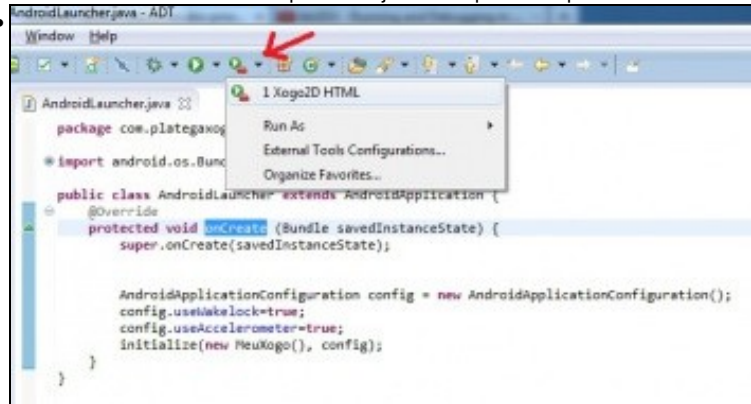 AndroidLauncher.java - ADT
Window Help
AndroidLauncher.java
1 Xogo2D HTML
Run As
External Tools Configurations...
Organize Favorites...
package com.plategaxog
import android.os.Bund
public class AndroidLauncher extends AndroidApplication {
@Override
protected void onCreate (Bundle savedInstanceState) {
super.onCreate(savedInstanceState);
AndroidApplicationConfiguration config = new AndroidApplicationConfiguration();
config.useWakelock=true;
config.useAccelerometer=true;
initialize(new MeuXogo(), config);
}
}